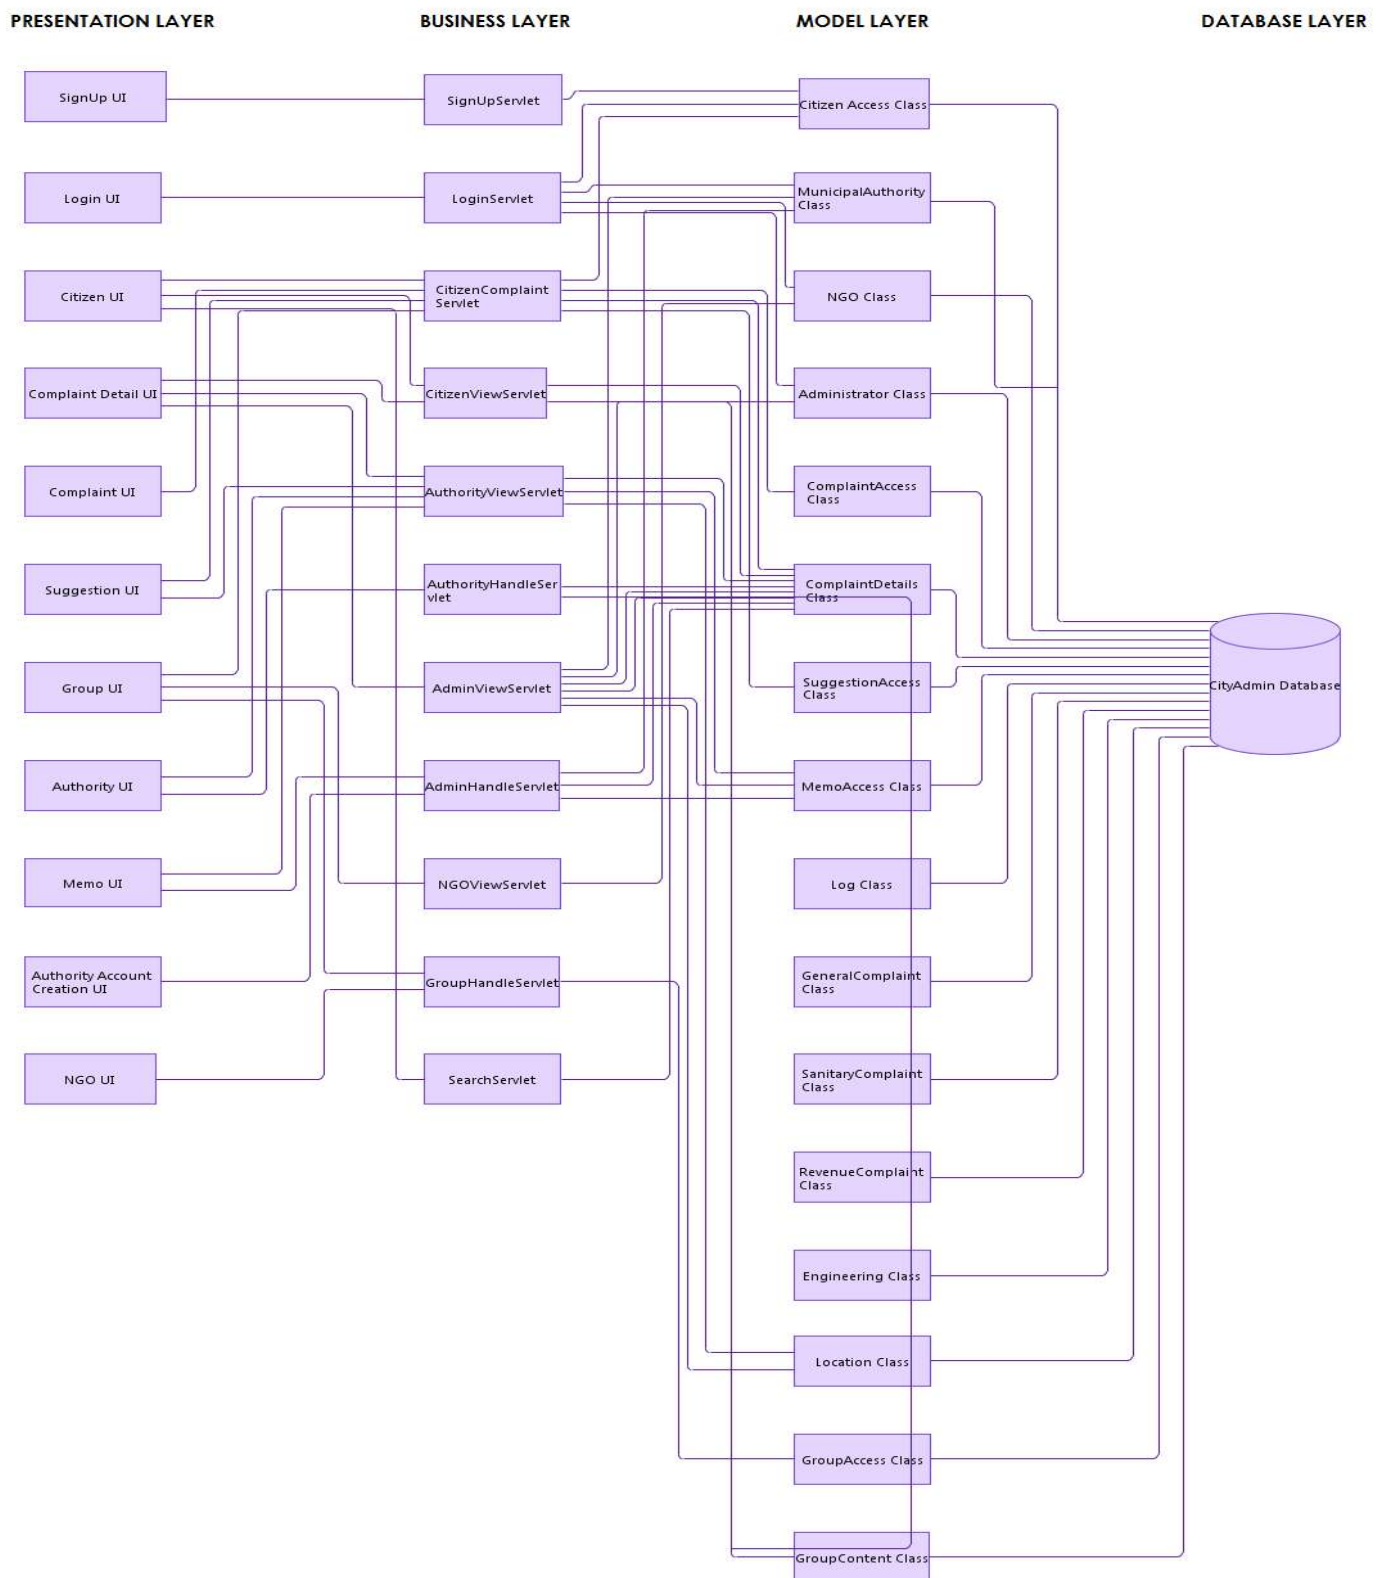 PRESENTATION LAYER
BUSINESS LAYER
MODEL LAYER
DATABASE LAYER
SignUp UI
Login UI
Citizen UI
Complaint Detail UI
Complaint UI
Suggestion UI
Group UI
Authority UI
Memo UI
Authority Account
Creation UI
NGO UI
SignUpServlet
LoginServlet
CitizenComplaint
Servlet
CitizenViewServlet
AuthorityViewServlet
AuthorityHandleSer
vlet
AdminViewServlet
AdminHandleServlet
NGOViewServlet
GroupHandleServlet
SearchServlet
Citizen Access Class
MunicipalAuthority
Class
NGO Class
Administrator Class
ComplaintAccess
Class
ComplaintDetails
Class
SuggestionAccess
Class
MemoAccess Class
Log Class
GeneralComplaint
Class
SanitaryComplaint
Class
RevenueComplaint
Class
Engineering Class
Location Class
GroupAccess Class
GroupContent Class
CityAdmin Database